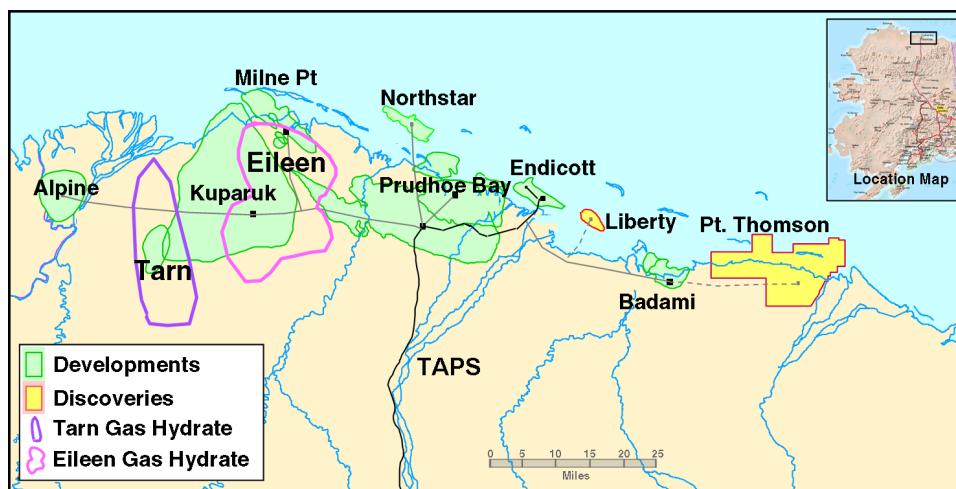 Milne Pt
Northstar
Eileen
Endicott
Alpine
Kuparuk
Prudhoe Bay
Location Map
Liberty
Pt. Thomson
Tarn
Badami
TAPS
Developments
Discoveries
Tarn Gas Hydrate
Eileen Gas Hydrate
0 5 10 15 20 25
Miles